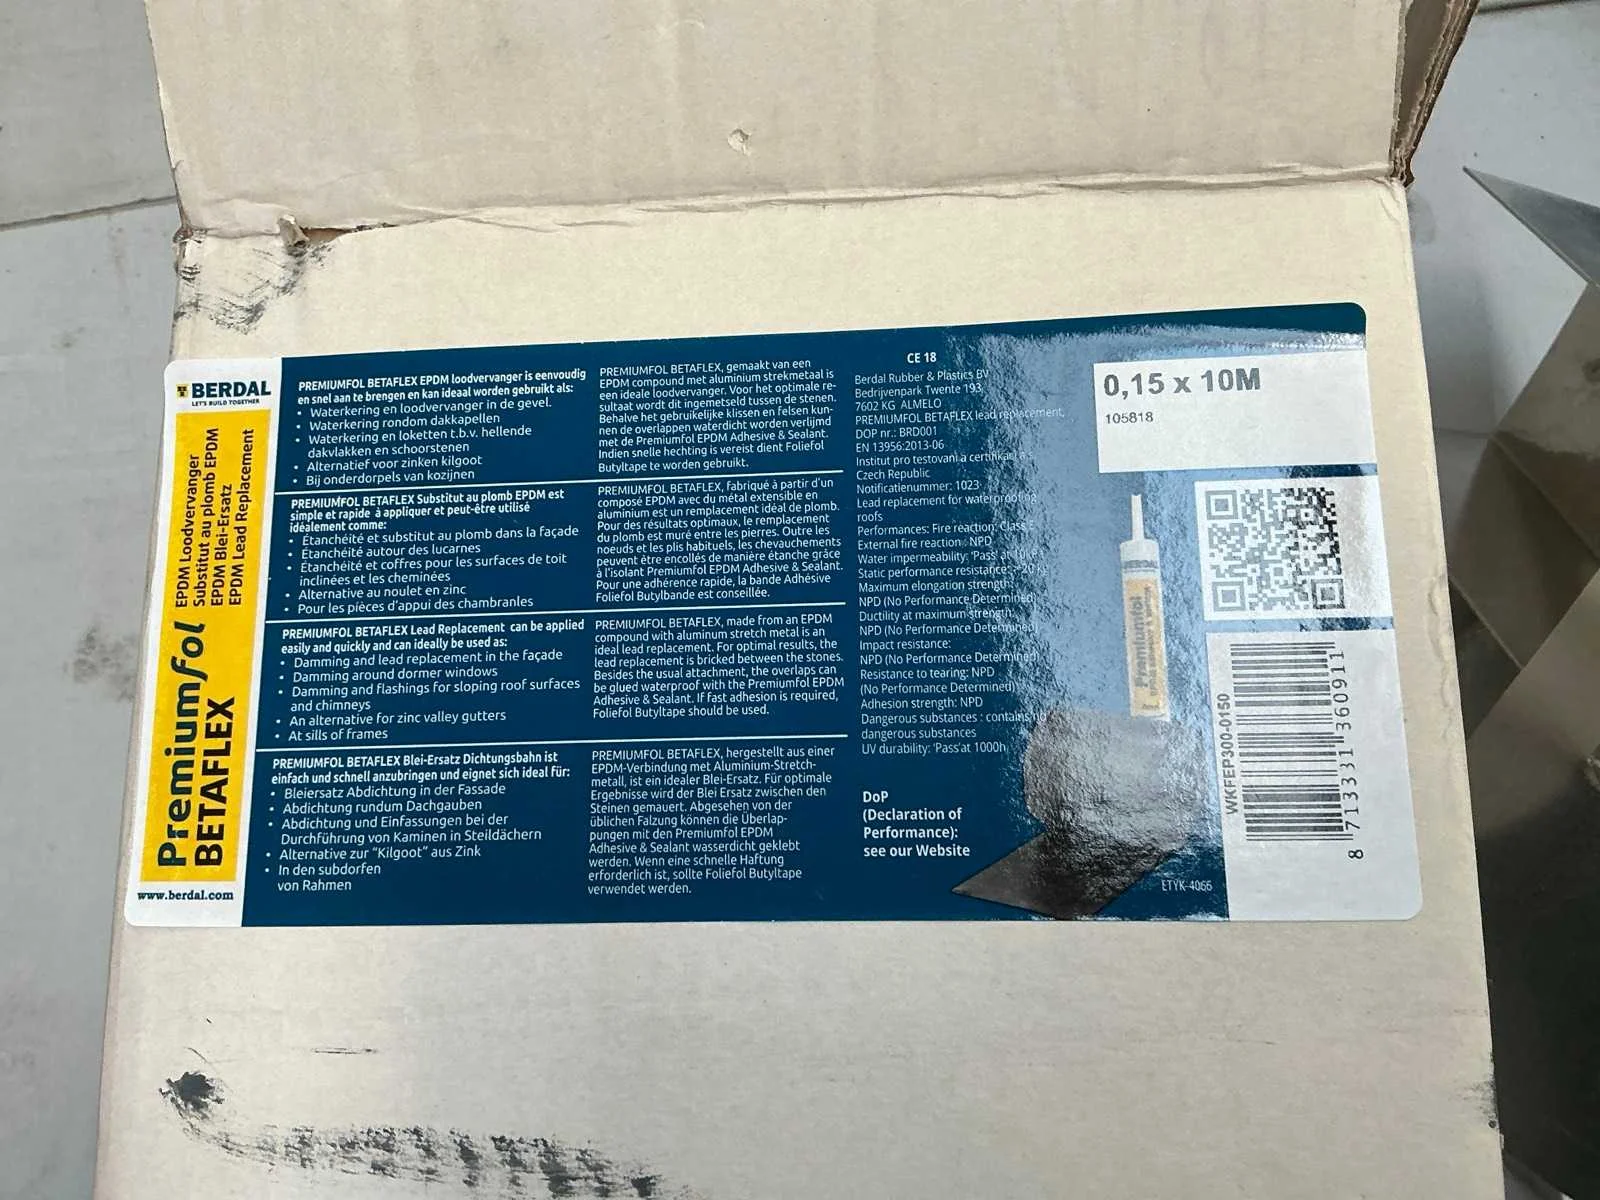 BERDAL
LET'S BUILD TOGETHER
Premiumfol
BETAFLEX
EPDM Loodvervanger
Substitut au plomb EPDM
EPDM Blei-Ersatz
EPDM Lead Replacement
www.berdal.com
PREMIUMFOL BETAFLEX EPDM loodvervanger is eenvoudig
en snel aan te brengen en kan ideaal worden gebruikt als:
• Waterkering en loodvervanger in de gevel.
• Waterkering rondom dakkapellen
• Waterkering en loketten t.b.v. hellende
dakvlakken en schoorstenen
• Alternatief voor zinken kilgoot
• Bij onderdorpels van kozijnen
PREMIUMFOL BETAFLEX, gemaakt van een
EPDM compound met aluminium strekmetaal is
een ideale loodvervanger. Voor het optimale re-
sultaat wordt dit ingemetseld tussen de stenen.
Behalve het gebruikelijke klissen en felsen kun-
nen de overlappen waterdicht worden verlijmd
met de Premiumfol EPDM Adhesive & Sealant.
Indien snelle hechting is vereist dient Foliefol
Butyltape te worden gebruikt.
PREMIUMFOL BETAFLEX Substitut au plomb EPDM est
simple et rapide à appliquer et peut-être utilisé
idéalement comme:
• Étanchéité et substitut au plomb dans la façade
• Étanchéité autour des lucarnes
• Étanchéité et coffres pour les surfaces de toit
inclinées et les cheminées
• Alternative au noulet en zinc
• Pour les pièces d'appui des chambranles
PREMIUMFOL BETAFLEX, fabriqué à partir d'un
composé EPDM avec du métal extensible en
aluminium est un remplacement idéal de plomb.
Pour des résultats optimaux, le remplacement
du plomb est muré entre les pierres. Outre les
noeuds et les plis habituels, les chevauchements
peuvent être encollés de manière étanche grâce
à l'isolant Premiumfol EPDM Adhesive & Sealant.
Pour une adhérence rapide, la bande Adhésive
Foliefol Butylbande est conseillée.
PREMIUMFOL BETAFLEX Lead Replacement can be applied
easily and quickly and can ideally be used as:
• Damming and lead replacement in the façade
• Damming around dormer windows
• Damming and flashings for sloping roof surfaces
and chimneys
• An alternative for zinc valley gutters
• At sills of frames
PREMIUMFOL BETAFLEX, made from an EPDM
compound with aluminum stretch metal is an
ideal lead replacement. For optimal results, the
lead replacement is bricked between the stones.
Besides the usual attachment, the overlaps can
be glued waterproof with the Premiumfol EPDM
Adhesive & Sealant. If fast adhesion is required,
Foliefol Butyltape should be used.
PREMIUMFOL BETAFLEX Blei-Ersatz Dichtungsbahn ist
einfach und schnell anzubringen und eignet sich ideal für:
• Bleiersatz Abdichtung in der Fassade
• Abdichtung rundum Dachgauben
• Abdichtung und Einfassungen bei der
Durchführung von Kaminen in Steildächern
• Alternative zur "Kilgoot" aus Zink
• In den subdorfen
von Rahmen
PREMIUMFOL BETAFLEX, hergestellt aus einer
EPDM-Verbindung met Aluminium-Stretch-
metall, ist ein idealer Blei-Ersatz. Für optimale
Ergebnisse wird der Blei Ersatz zwischen den
Steinen gemauert. Abgesehen von der
üblichen Falzung können die Überlap-
pungen mit den Premiumfol EPDM
Adhesive & Sealant wasserdicht geklebt
werden. Wenn eine schnelle Haftung
erforderlich ist, sollte Foliefol Butyltape
verwendet werden.
CE 18
Berdal Rubber & Plastics BV
Bedrijvenpark Twente 193
7602 KG ALMELO
PREMIUMFOL BETAFLEX lead replacement,
DOP nr.: BRD001
EN 13956:2013-06
Institut pro testovaní a
Czech Republic
Notificatienummer: 1023
Lead replacement for waterproofing
roofs
Performances: Fire reaction: Class
External fire reaction: NPD
Water impermeability: 'Pass' at
Static performance resistance: 20 kg
Maximum elongation strength:
NPD (No Performance Determined)
Ductility at maximum strength:
NPD (No Performance Determined)
Impact resistance:
NPD (No Performance Determined)
Resistance to tearing: NPD
(No Performance Determined)
Adhesion strength: NPD
Dangerous substances : contains no
dangerous substances
UV durability: 'Pass'at 1000h
DoP
(Declaration of
Performance):
see our Website
Premiumfol
ETYK-4066
0,15 x 10M
105818
WKFEP300-0150
8 713331 360911